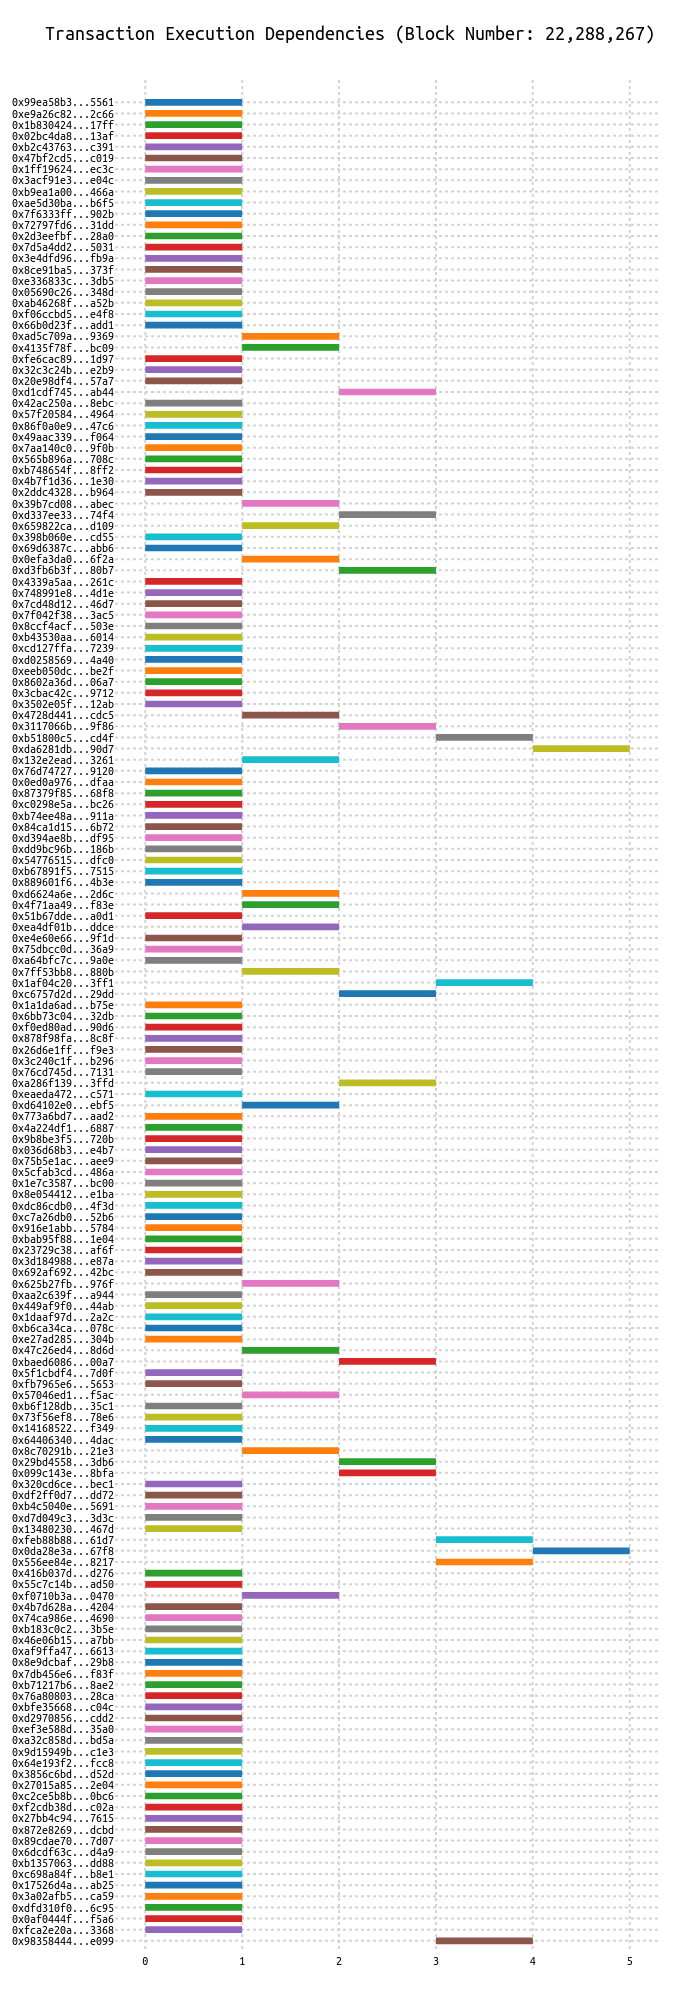 Transaction Execution Dependencies (Block Number: 22,288,267)
0x99ea58b3...5561
0xe9a26c82...2c66
0x1b830424...17ff
0x02bc4da8...13af
0xb2c43763...c391
0x47bf2cd5...c019
0x1ff19624...ec3c
0x3acf91e3...e04c
0xb9ea1a00...466a
0xae5d30ba...b6f5
0x7f6333ff...902b
0x72797fd6...31dd
0x2d3eefbf...28a0
0x7d5a4dd2...5031
0x3e4dfd96...fb9a
0x8ce91ba5...373f
0xe336833c...3db5
0x05690c26...348d
0xab46268f...a52b
0xf06ccbd5...e4f8
0x66b0d23f...add1
0xad5c709a...9369
0x4135f78f...bc09
0xfe6cac89...1d97
0x32c3c24b...e2b9
0x20e98df4...57a7
0xd1cdf745...ab44
0x42ac250a...8ebc
0x57f20584...4964
0x86f0a0e9...47c6
0x49aac339...f064
0x7aa140c0...9f0b
0x565b896a...708c
0xb748654f...8ff2
0x4b7f1d36...1e30
0x2ddc4328...b964
0x39b7cd08...abec
0xd337ee33...74f4
0x659822ca...d109
0x398b060e...cd55
0x69d6387c...abb6
0x0efa3da0...6f2a
0xd3fb6b3f...80b7
0x4339a5aa...261c
0x748991e8...4d1e
0x7cd48d12...46d7
0x7f042f38...3ac5
0x8ccf4acf...503e
0xb43530aa...6014
0xcd127ffa...7239
0xd0258569...4a40
0xeeb050dc...be2f
0x8602a36d...06a7
0x3cbac42c...9712
0x3502e05f...12ab
0x4728d441...cdc5
0x3117066b...9f86
0xb51800c5...cd4f
0xda6281db...90d7
0x132e2ead...3261
0x76d74727...9120
0x0ed0a976...dfaa
0x87379f85...68f8
0xc0298e5a...bc26
0xb74ee48a...911a
0x84ca1d15...6b72
0xd394ae8b...df95
0xdd9bc96b...186b
0x54776515...dfc0
0xb67891f5...7515
0x889601f6...4b3e
0xd6624a6e...2d6c
0x4f71aa49...f83e
0x51b67dde...a0d1
0xea4df01b...ddce
0xe4e60e66...9f1d
0x75dbcc0d...36a9
0xa64bfc7c...9a0e
0x7ff53bb8...880b
0x1af04c20...3ff1
0xc6757d2d...29dd
0x1a1da6ad...b75e
0x6bb73c04...32db
0xf0ed80ad...90d6
0x878f98fa...8c8f
0x26d6e1ff...f9e3
0x3c240c1f...b296
0x76cd745d...7131
0xa286f139...3ffd
0xeaeda472...c571
0xd64102e0...ebf5
0x773a6bd7...aad2
0x4a224df1...6887
0x9b8be3f5...720b
0x036d68b3...e4b7
0x75b5e1ac...aee9
0x5cfab3cd...486a
0x1e7c3587...bc00
0x8e054412...e1ba
0xdc86cdb0...4f3d
0xc7a26db0...52b6
0x916e1abb...5784
0xbab95f88...1e04
0x23729c38...af6f
0x3d184988...e87a
0x692af692...42bc
0x625b27fb...976f
0xaa2c639f...a944
0x449af9f0...44ab
0x1daaf97d...2a2c
0xb6ca34ca...078c
0xe27ad285...304b
0x47c26ed4...8d6d
0xbaed6086...00a7
0x5f1cbdf4...7d0f
0xfb7965e6...5653
0x57046ed1...f5ac
0xb6f128db...35c1
0x73f56ef8...78e6
0x14168522...f349
0x64406340...4dac
0x8c70291b...21e3
0x29bd4558...3db6
0x099c143e...8bfa
0x320cd6ce...bec1
0xdf2ff0d7...dd72
0xb4c5040e...5691
0xd7d049c3...3d3c
0x13480230...467d
0xfeb88b88...61d7
0x0da28e3a...67f8
0x556ee84e...8217
0x416b037d...d276
0x55c7c14b...ad50
0xf0710b3a...0470
0x4b7d628a...4204
0x74ca986e...4690
0xb183c0c2...3b5e
0x46e06b15...a7bb
0xaf9ffa47...6613
0x8e9dcbaf...29b8
0x7db456e6...f83f
0xb71217b6...8ae2
0x76a80803...28ca
0xbfe35668...c04c
0xd2970856...cdd2
0xef3e588d...35a0
0xa32c858d...bd5a
0x9d15949b...c1e3
0x64e193f2...fcc8
0x3856c6bd...d52d
0x27015a85...2e04
0xc2ce5b8b...0bc6
0xf2cdb38d...c02a
0x27bb4c94...7615
0x872e8269...dcbd
0x89cdae70...7d07
0x6dcdf63c...d4a9
0xb1357063...dd88
0xc698a84f...b8e1
0x17526d4a...ab25
0x3a02afb5...ca59
0xdfd310f0...6c95
0x0af0444f...f5a6
0xfca2e20a...3368
0x98358444...e099
0 1 2 3 4 5